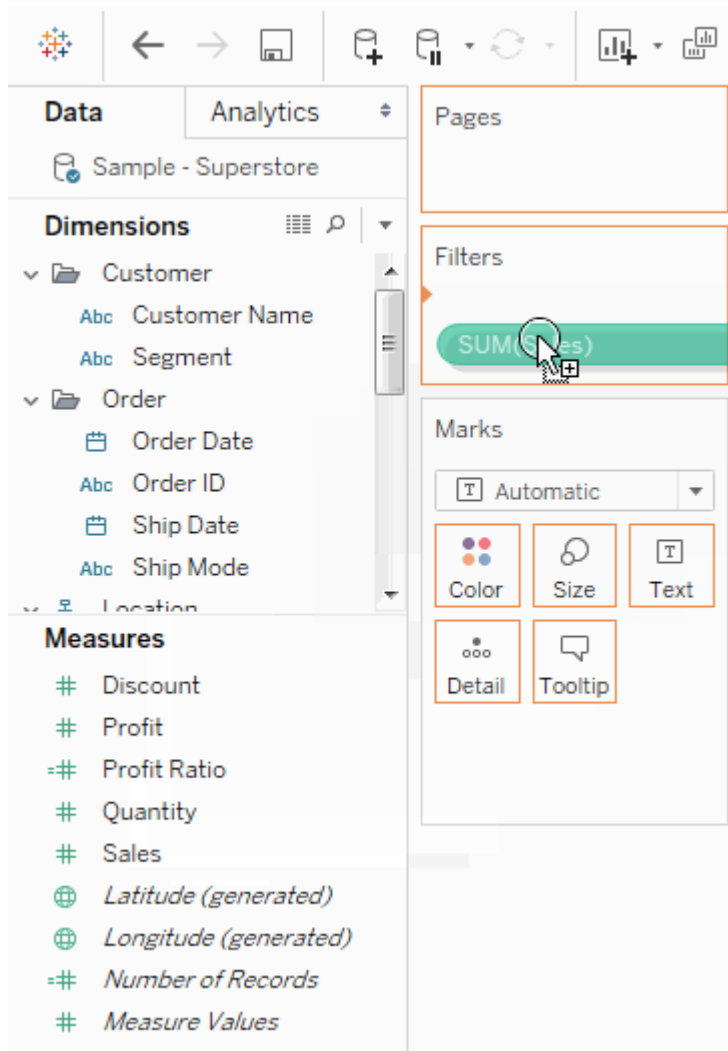 Data
Analytics
Sample - Superstore
Dimensions
Customer
Abc Customer Name
Abc Segment
Order
Order Date
Abc Order ID
Ship Date
Abc Ship Mode
Location
Measures
# Discount
# Profit
=# Profit Ratio
# Quantity
# Sales
Latitude (generated)
Longitude (generated)
=# Number of Records
# Measure Values
Pages
Filters
SUM(Sales)
Marks
T Automatic
Color
Size
T
Text
Detail
Tooltip